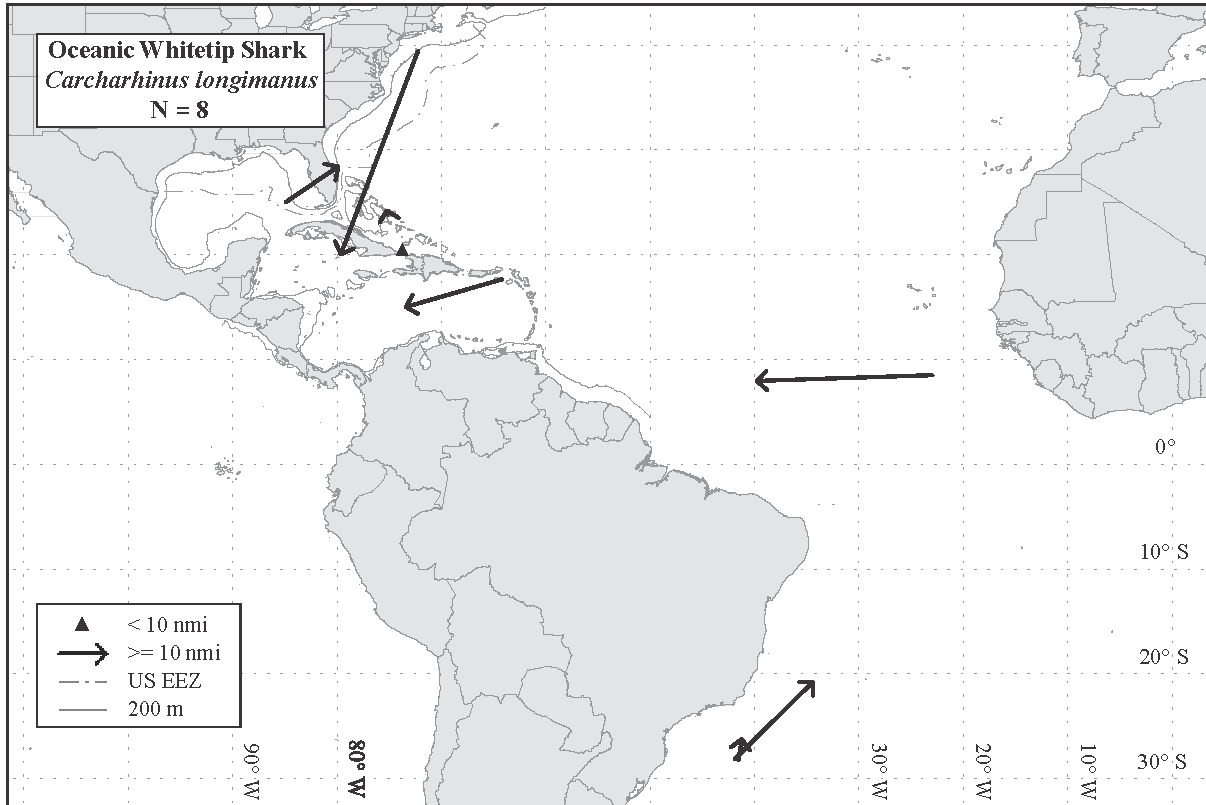 Oceanic Whitetip Shark
Carcharhinus longimanus
N = 8
0°
10° S
20° S
30° S
< 10 nmi
>= 10 nmi
US EEZ
200 m
90° W
80° W
30° W
20° W
10° W